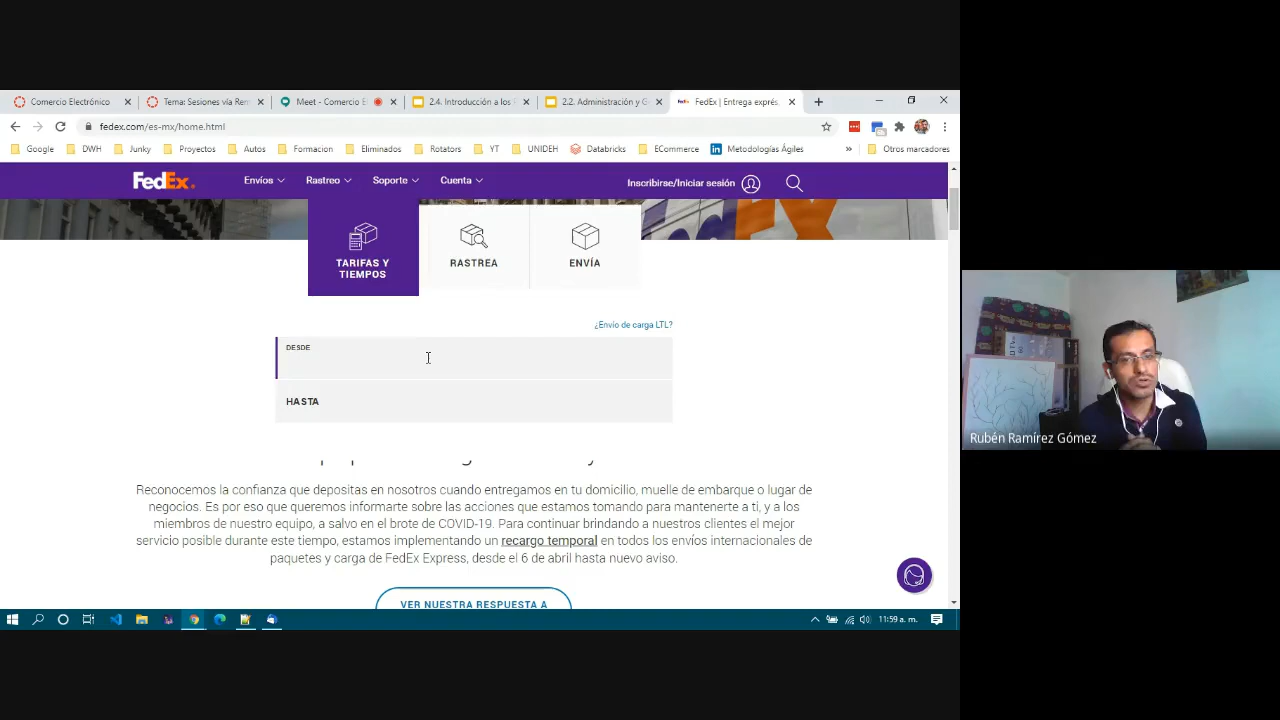 Comercio Electrónico
Tema: Sesiones vía Rem
Meet - Comercio E
2.4. Introducción a los
2.2. Administración y G
FedEx | Entrega exprés,
fedex.com/es-mx/home.html
Google
DWH
Junky
Proyectos
Autos
Formacion
Eliminados
Rotators
YT
UNIDEH
Databricks
ECommerce
Metodologías Ágiles
»
Otros marcadores
FedEx
Envíos
Rastreo
Soporte
Cuenta
Inscribirse/Iniciar sesión
TARIFAS Y
TIEMPOS
RASTREA
ENVÍA
¿Envío de carga LTL?
DESDE
HASTA
Reconocemos la confianza que depositas en nosotros cuando entregamos en tu domicilio, muelle de embarque o lugar de
negocios. Es por eso que queremos informarte sobre las acciones que estamos tomando para mantenerte a ti, y a los
miembros de nuestro equipo, a salvo en el brote de COVID-19. Para continuar brindando a nuestros clientes el mejor
servicio posible durante este tiempo, estamos implementando un recargo temporal en todos los envíos internacionales de
paquetes y carga de FedEx Express, desde el 6 de abril hasta nuevo aviso.
VER NUESTRA RESPUESTA A
11:59 a. m.
Rubén Ramírez Gómez